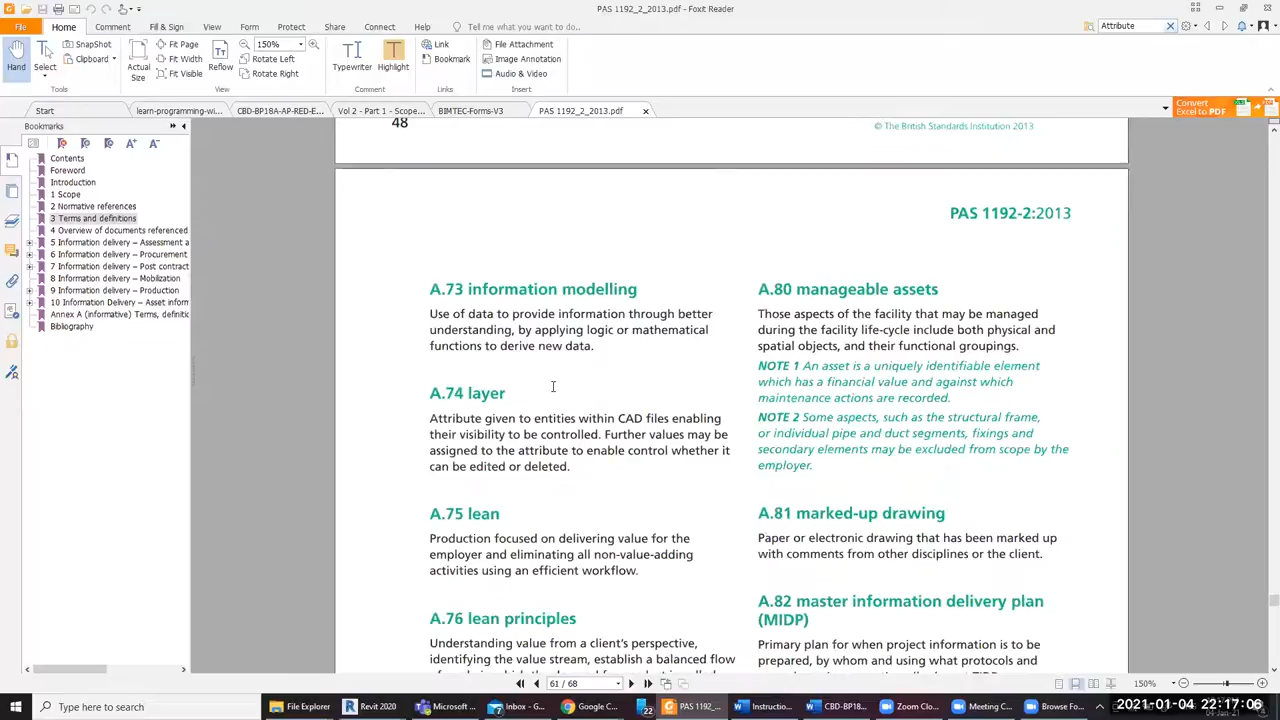 PAS 1192_2_2013.pdf - Foxit Reader
File Home Comment View Form Protect Share Connect Help Tell me what you want to do... Attribute
Hand Select SnapShot Clipboard Actual Size Fit Page Fit Width Fit Visible Reflow 150% Rotate Left Rotate Right Typewriter Highlight Link Bookmark File Attachment Image Annotation Audio & Video
Tools View Comment Links Insert
Start learn-programming-wi... CBD-BP18A-AP-RED-E... Vol 2 - Part 1 - Scope... BIMTEC-Forms-V3 PAS 1192_2_2013.pdf
Convert
Excel to PDF
Bookmarks
Contents
Foreword
Introduction
1 Scope
2 Normative references
3 Terms and definitions
4 Overview of documents referenced
5 Information delivery – Assessment a
6 Information delivery – Procurement
7 Information delivery – Post contract
8 Information delivery – Mobilization
9 Information delivery – Production
10 Information Delivery – Asset inform
Annex A (informative) Terms, definitio
Bibliography
48
© The British Standards Institution 2013
PAS 1192-2:2013
A.73 information modelling
Use of data to provide information through better
understanding, by applying logic or mathematical
functions to derive new data.
A.74 layer
Attribute given to entities within CAD files enabling
their visibility to be controlled. Further values may be
assigned to the attribute to enable control whether it
can be edited or deleted.
A.75 lean
Production focused on delivering value for the
employer and eliminating all non-value-adding
activities using an efficient workflow.
A.76 lean principles
Understanding value from a client's perspective,
identifying the value stream, establish a balanced flow
A.80 manageable assets
Those aspects of the facility that may be managed
during the facility life-cycle include both physical and
spatial objects, and their functional groupings.
NOTE 1 An asset is a uniquely identifiable element
which has a financial value and against which
maintenance actions are recorded.
NOTE 2 Some aspects, such as the structural frame,
or individual pipe and duct segments, fixings and
secondary elements may be excluded from scope by the
employer.
A.81 marked-up drawing
Paper or electronic drawing that has been marked up
with comments from other disciplines or the client.
A.82 master information delivery plan
(MIDP)
Primary plan for when project information is to be
prepared, by whom and using what protocols and
61 / 68
150%
Type here to search File Explorer Revit 2020 Microsoft ... Inbox - G... Google C... 22 PAS 1192_... Instructio... CBD-BP18... Zoom Clo... Meeting C... Browse Fo...
2021-01-04 22:17:06